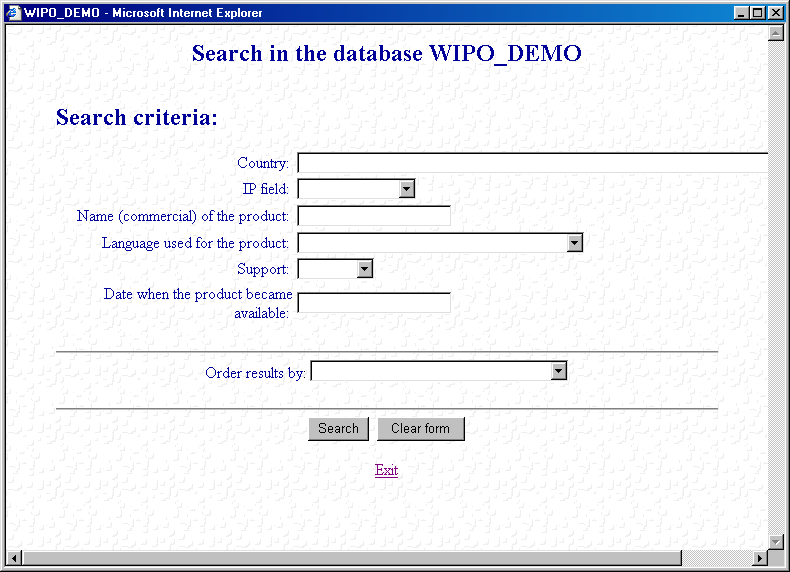 WIPO_DEMO - Microsoft Internet Explorer
Search in the database WIPO_DEMO
Search criteria:
Country:
IP field:
Name (commercial) of the product:
Language used for the product:
Support:
Date when the product became
available:
Order results by:
Search Clear form
Exit